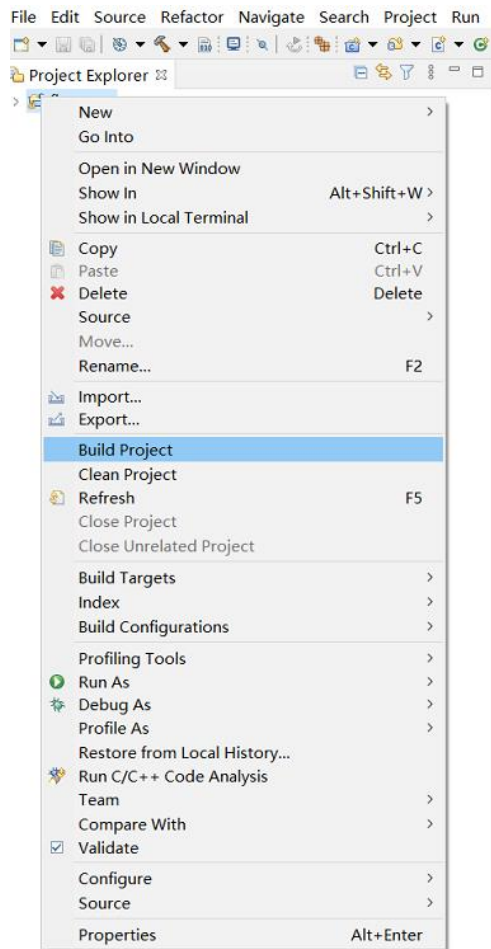 File Edit Source Refactor Navigate Search Project Run
Project Explorer
New
Go Into
Open in New Window
Show In Alt+Shift+W
Show in Local Terminal
Copy Ctrl+C
Paste Ctrl+V
Delete Delete
Source
Move...
Rename... F2
Import...
Export...
Build Project
Clean Project
Refresh F5
Close Project
Close Unrelated Project
Build Targets
Index
Build Configurations
Profiling Tools
Run As
Debug As
Profile As
Restore from Local History...
Run C/C++ Code Analysis
Team
Compare With
Validate
Configure
Source
Properties Alt+Enter